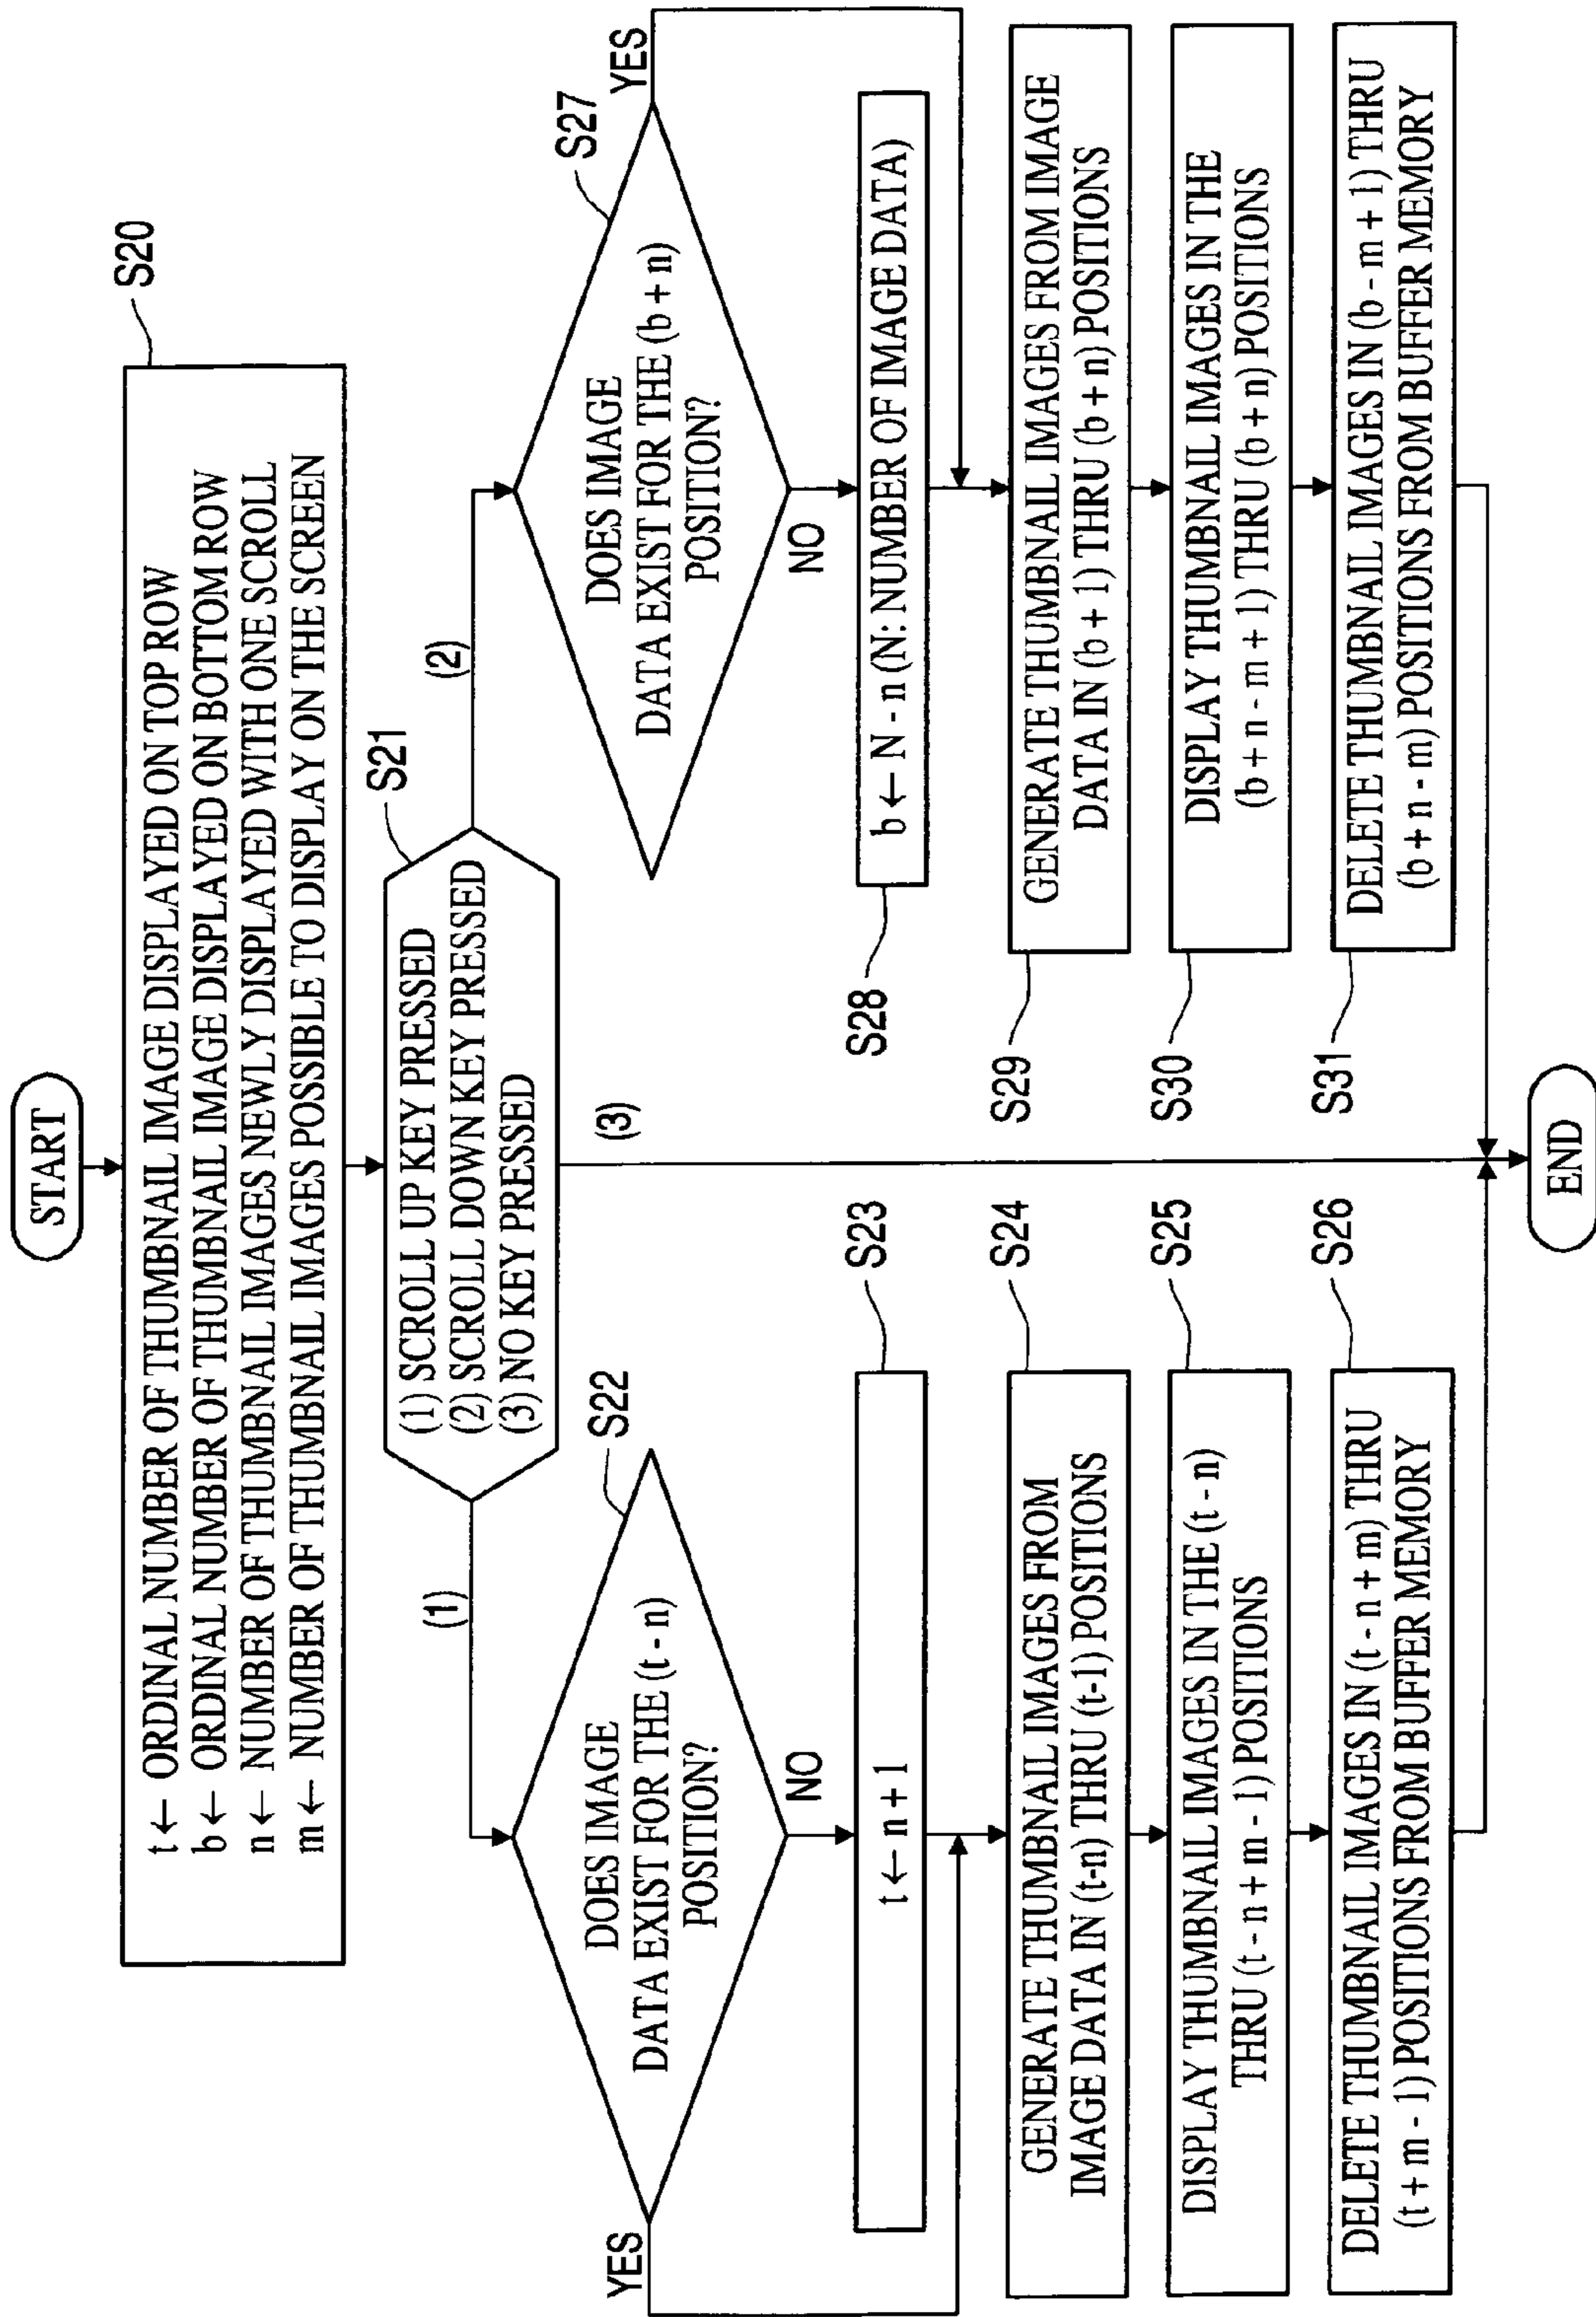 START
S20
t ← ORDINAL NUMBER OF THUMBNAIL IMAGE DISPLAYED ON TOP ROW
b ← ORDINAL NUMBER OF THUMBNAIL IMAGE DISPLAYED ON BOTTOM ROW
n ← NUMBER OF THUMBNAIL IMAGES NEWLY DISPLAYED WITH ONE SCROLL
m ← NUMBER OF THUMBNAIL IMAGES POSSIBLE TO DISPLAY ON THE SCREEN
S21
(1) SCROLL UP KEY PRESSED
(2) SCROLL DOWN KEY PRESSED
(3) NO KEY PRESSED
(1)
(2)
(3)
S22
DOES IMAGE
DATA EXIST FOR THE (t - n)
POSITION?
YES
NO
S23
t ← n + 1
S24
GENERATE THUMBNAIL IMAGES FROM
IMAGE DATA IN (t-n) THRU (t-1) POSITIONS
S25
DISPLAY THUMBNAIL IMAGES IN THE (t - n)
THRU (t - n + m - 1) POSITIONS
S26
DELETE THUMBNAIL IMAGES IN (t - n + m) THRU
(t + m - 1) POSITIONS FROM BUFFER MEMORY
S27
DOES IMAGE
DATA EXIST FOR THE (b + n)
POSITION?
YES
NO
S28
b ← N - n (N: NUMBER OF IMAGE DATA)
S29
GENERATE THUMBNAIL IMAGES FROM IMAGE
DATA IN (b + 1) THRU (b + n) POSITIONS
S30
DISPLAY THUMBNAIL IMAGES IN THE
(b + n - m + 1) THRU (b + n) POSITIONS
S31
DELETE THUMBNAIL IMAGES IN (b - m + 1) THRU
(b + n - m) POSITIONS FROM BUFFER MEMORY
END